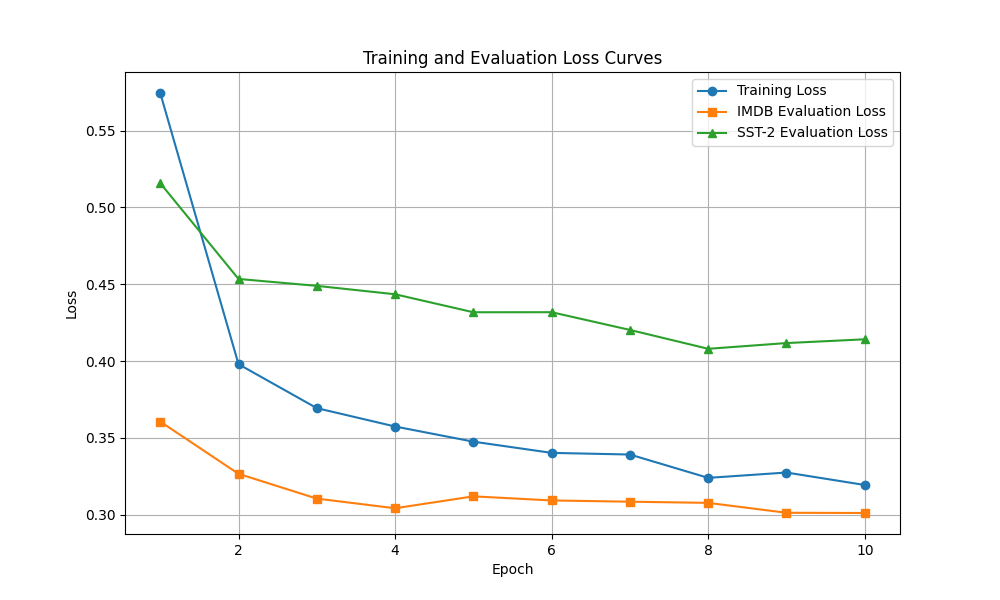 Training and Evaluation Loss Curves
Training Loss
IMDB Evaluation Loss
SST-2 Evaluation Loss
0.55
0.50
0.45
0.40
0.35
0.30
Loss
2 4 6 8 10
Epoch